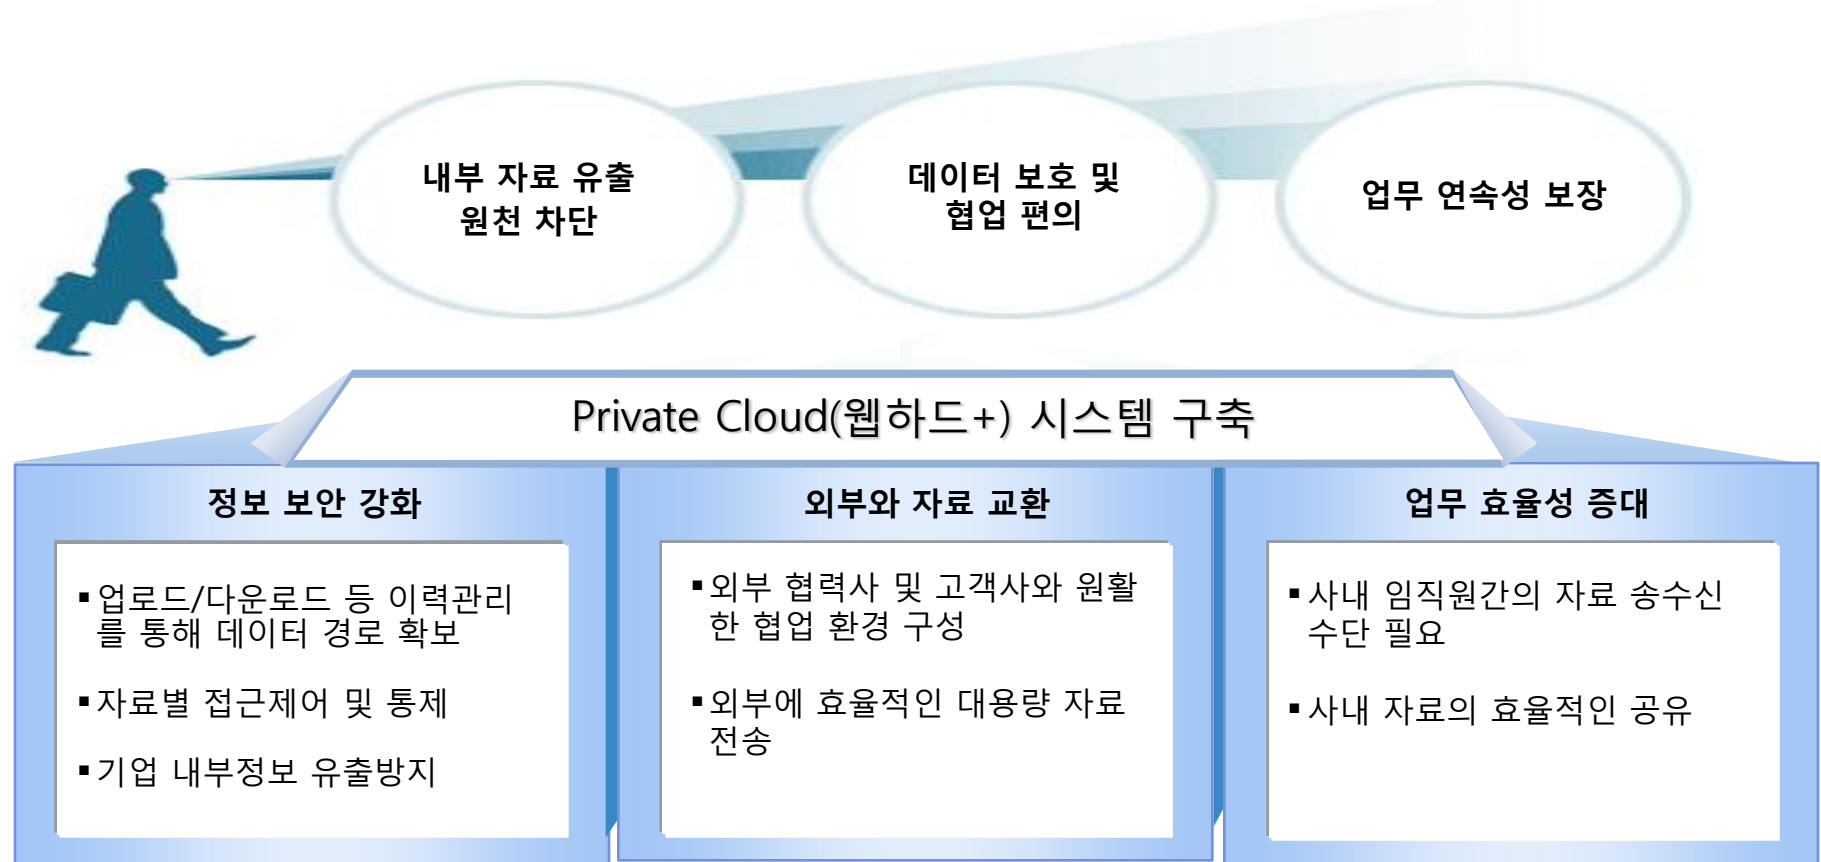 내부 자료 유출
원천 차단
데이터 보호 및
협업 편의
업무 연속성 보장
Private Cloud(웹하드+) 시스템 구축
정보 보안 강화
▪업로드/다운로드 등 이력관리
를 통해 데이터 경로 확보
▪자료별 접근제어 및 통제
▪기업 내부정보 유출방지
외부와 자료 교환
▪외부 협력사 및 고객사와 원활
한 협업 환경 구성
▪외부에 효율적인 대용량 자료
전송
업무 효율성 증대
▪사내 임직원간의 자료 송수신
수단 필요
▪사내 자료의 효율적인 공유